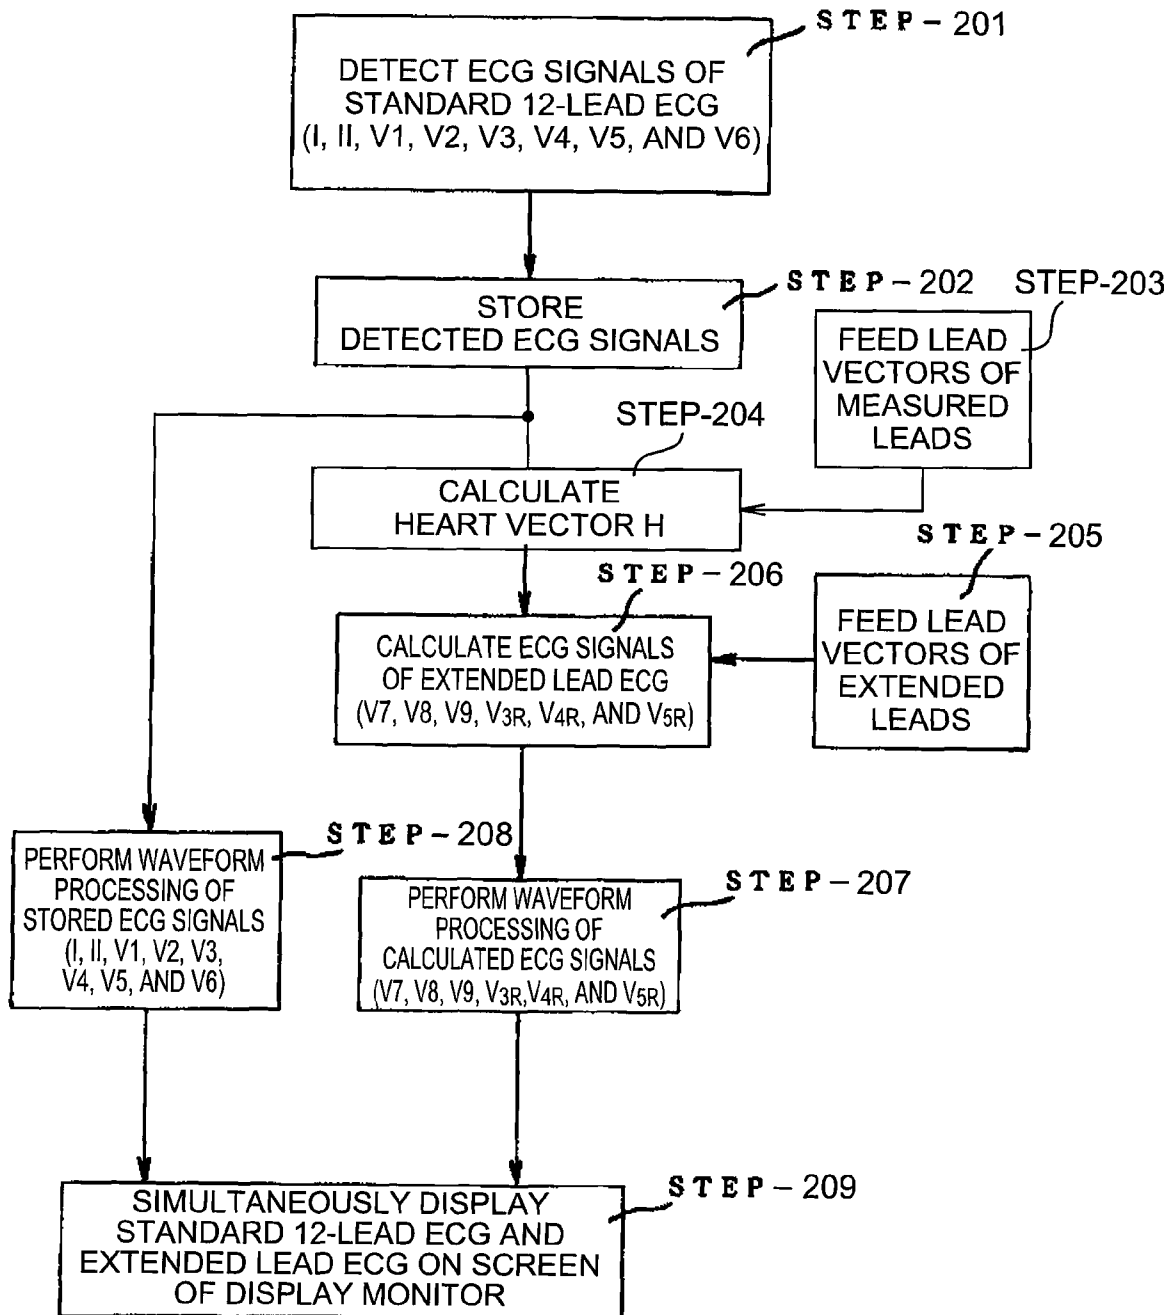 STEP-201
DETECT ECG SIGNALS OF
STANDARD 12-LEAD ECG
(I, II, V1, V2, V3, V4, V5, AND V6)
STEP-202
STORE
DETECTED ECG SIGNALS
STEP-203
FEED LEAD
VECTORS OF
MEASURED
LEADS
STEP-204
CALCULATE
HEART VECTOR H
STEP-205
FEED LEAD
VECTORS OF
EXTENDED
LEADS
STEP-206
CALCULATE ECG SIGNALS
OF EXTENDED LEAD ECG
(V7, V8, V9, V3R, V4R, AND V5R)
STEP-208
PERFORM WAVEFORM
PROCESSING OF
STORED ECG SIGNALS
(I, II, V1, V2, V3,
V4, V5, AND V6)
STEP-207
PERFORM WAVEFORM
PROCESSING OF
CALCULATED ECG SIGNALS
(V7, V8, V9, V3R,V4R, AND V5R)
STEP-209
SIMULTANEOUSLY DISPLAY
STANDARD 12-LEAD ECG AND
EXTENDED LEAD ECG ON SCREEN
OF DISPLAY MONITOR